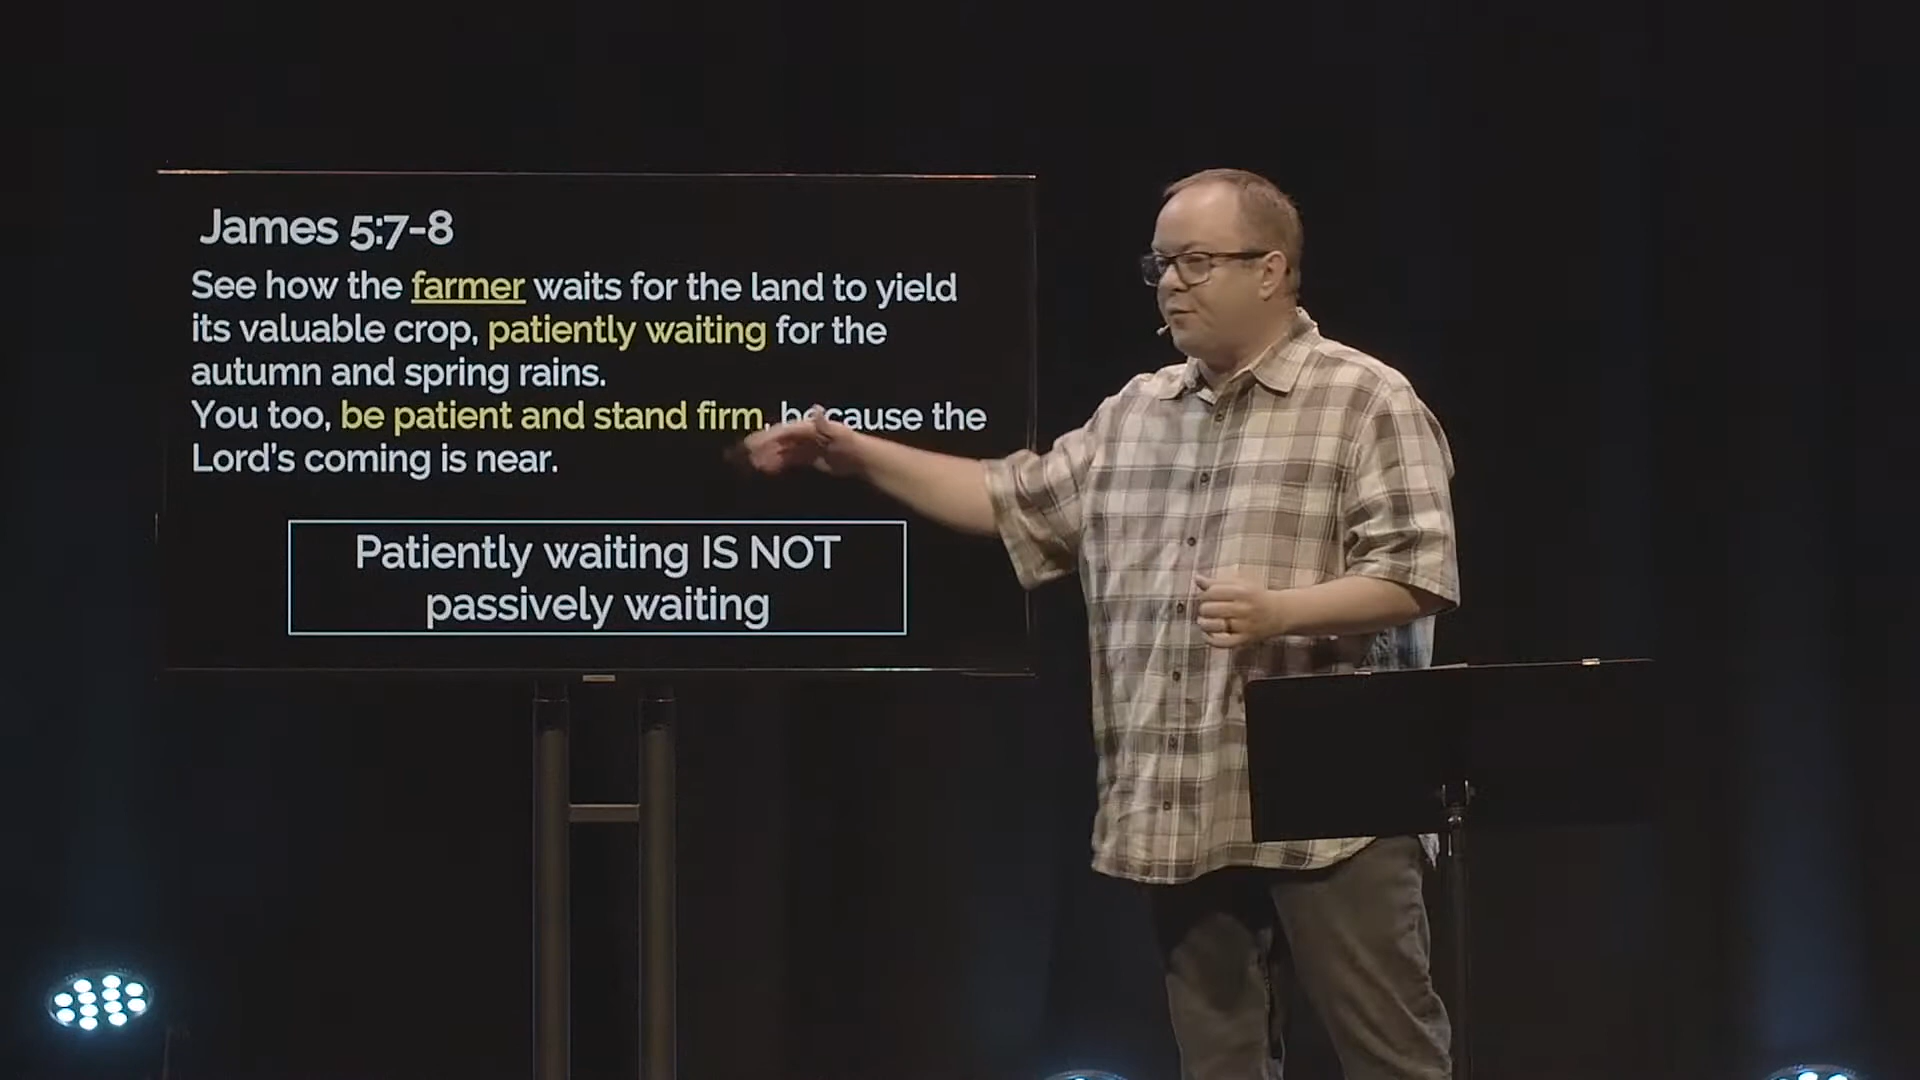 James 5:7-8
See how the farmer waits for the land to yield
its valuable crop, patiently waiting for the
autumn and spring rains.
You too, be patient and stand firm, because the
Lord's coming is near.
Patiently waiting IS NOT
passively waiting